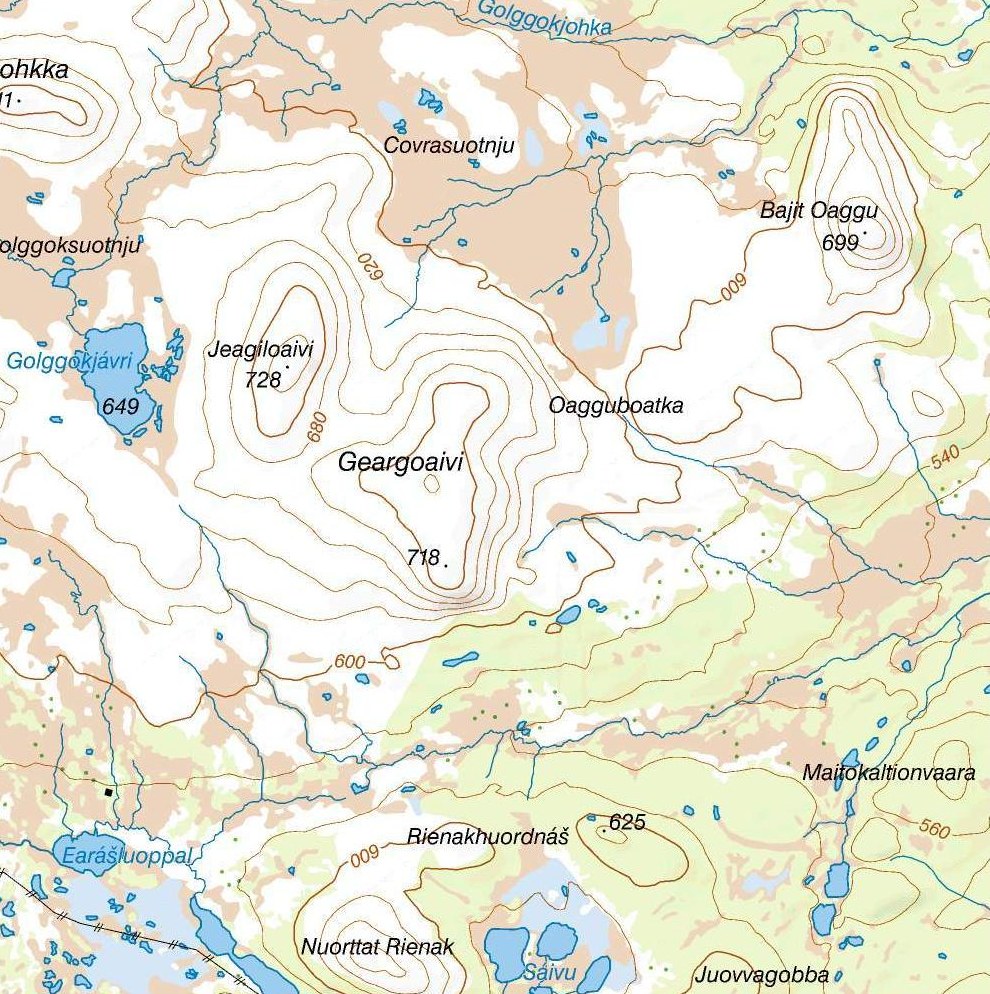 Golggokjohka
ohkka
Covrasuotnju
Bajit Oaggu
699
olggoksuotnju
620
600
Jeagiloaivi
728
Golggokjávri
649
Oagguboatka
680
540
Geargoaivi
718
600
Maitokaltionvaara
625
560
Rienakhuordnáš
600
Earášluoppal
Nuorttat Rienak
Sáivu
Juovvagobba